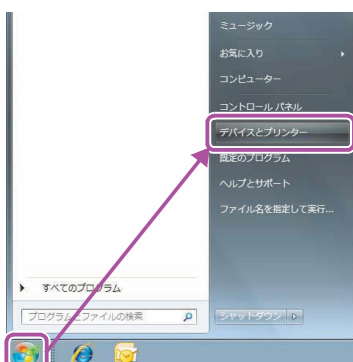 ミュージック
お気に入り
コンピューター
コントロール パネル
デバイスとプリンター
既定のプログラム
ヘルプとサポート
ファイル名を指定して実行...
すべてのプログラム
プログラムとファイルの検索
シャットダウン